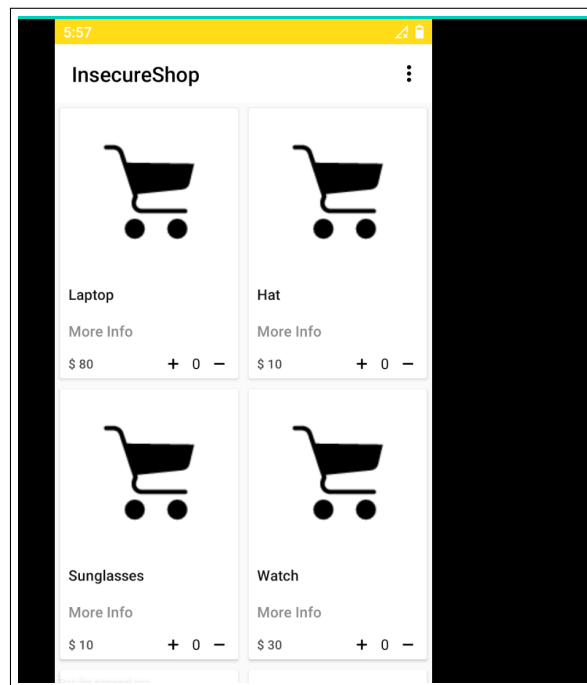 5:57
InsecureShop
Laptop
Hat
More Info
More Info
$ 80 + 0 −
$ 10 + 0 −
Sunglasses
Watch
More Info
More Info
$ 10 + 0 −
$ 30 + 0 −